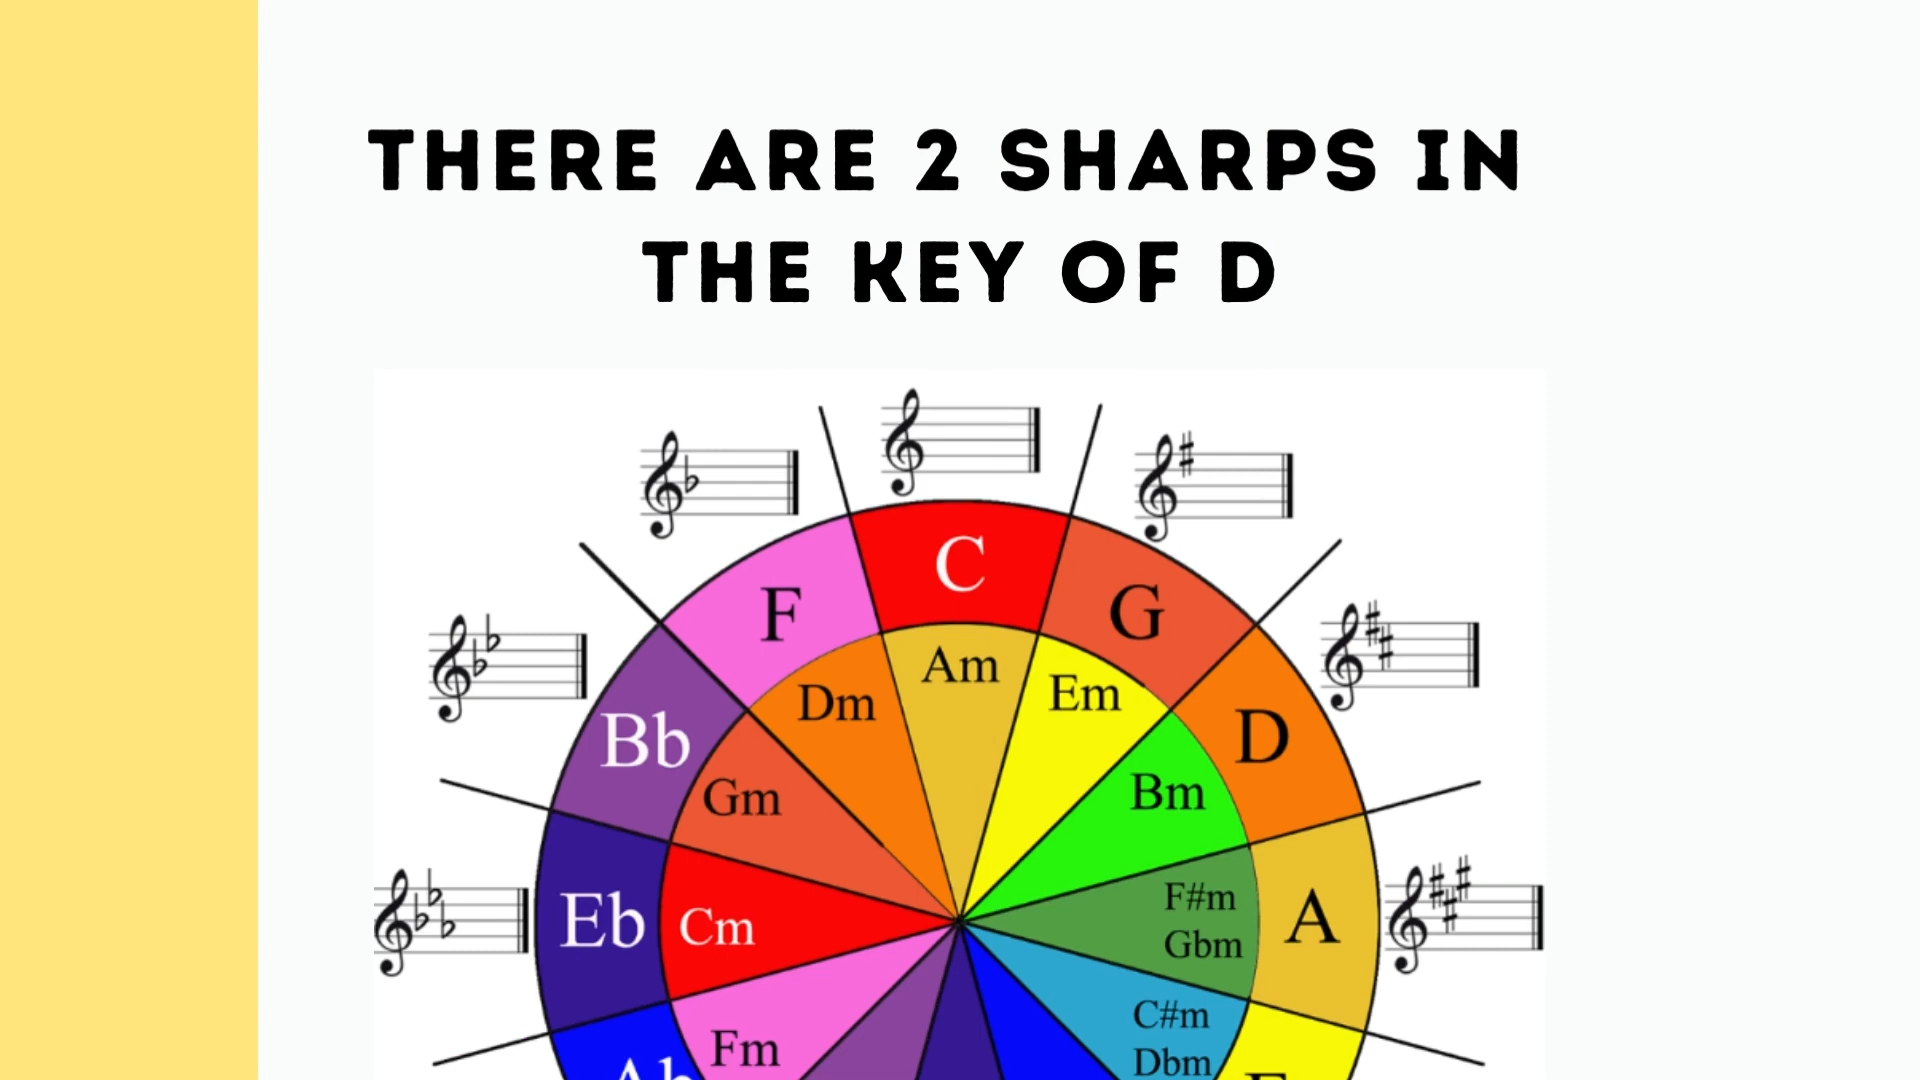 THERE ARE 2 SHARPS IN
THE KEY OF D
C
F
G
Am
Dm
Em
Bb
D
Gm
Bm
Eb
Cm
F#m
Gbm
A
C#m
Dbm
Fm
Ab